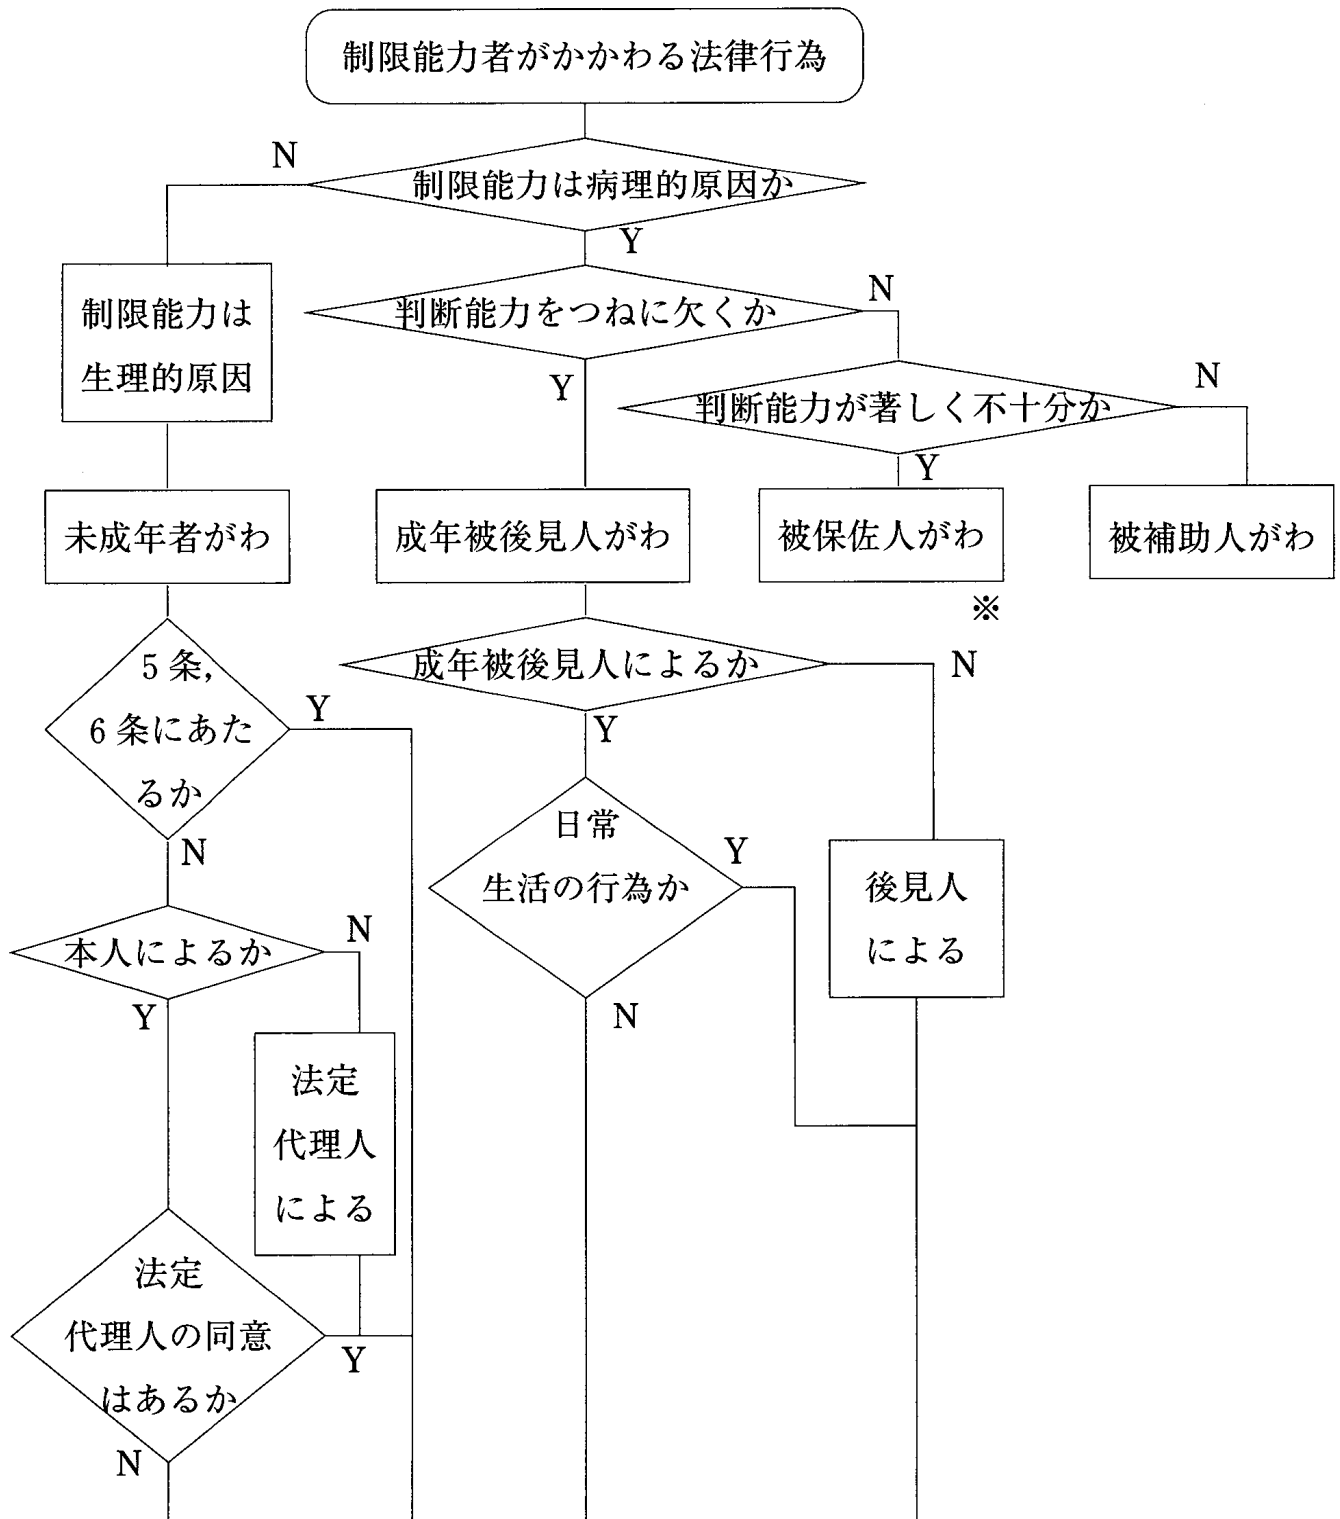 制限能力者がかかわる法律行為
N
制限能力は病理的原因か
Y
制限能力は
生理的原因
判断能力をつねに欠くか
N
Y
判断能力が著しく不十分か
N
Y
未成年者がわ
成年被後見人がわ
被保佐人がわ
被補助人がわ
※
5条,
6条にあた
るか
Y
N
成年被後見人によるか
N
Y
日常
生活の行為か
Y
N
後見人
による
本人によるか
N
Y
法定
代理人
による
法定
代理人の同意
はあるか
Y
N